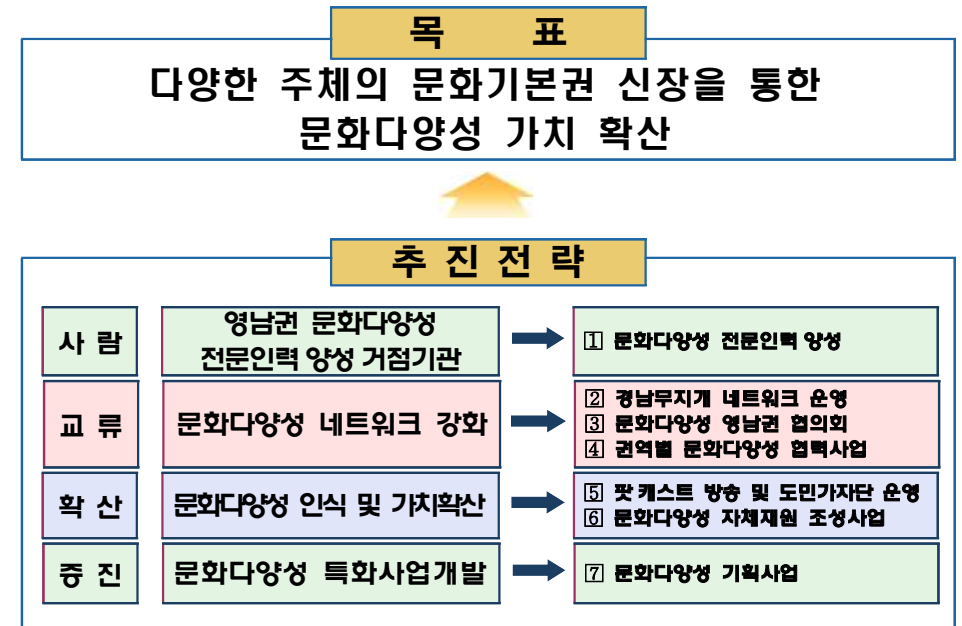 목 표
다양한 주체의 문화기본권 신장을 통한
문화다양성 가치 확산
추 진 전 략
사 람
영남권 문화다양성
전문인력 양성 거점기관
① 문화다양성 전문인력 양성
교 류
문화다양성 네트워크 강화
② 경남무지개 네트워크 운영
③ 문화다양성 영남권 협의회
④ 권역별 문화다양성 협력사업
확 산
문화다양성 인식 및 가치확산
⑤ 팟캐스트 방송 및 도민기자단 운영
⑥ 문화다양성 자체재원 조성사업
증 진
문화다양성 특화사업개발
⑦ 문화다양성 기획사업